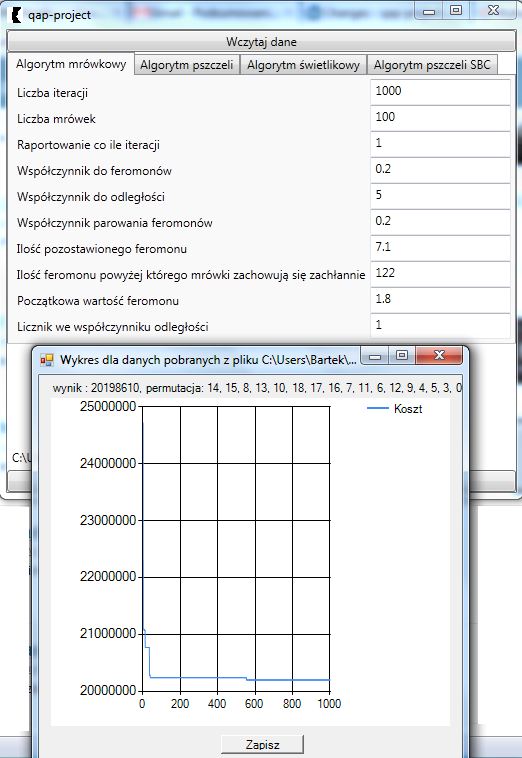 qap-project
Wczytaj dane
Algorytm mrówkowy Algorytm pszczeli Algorytm świetlikowy Algorytm pszczeli SBC
Liczba iteracji 1000
Liczba mrówek 100
Raportowanie co ile iteracji 1
Współczynnik do feromonów 0.2
Współczynnik do odległości 5
Współczynnik parowania feromonów 0.2
Ilość pozostawionego feromonu 7.1
Ilość feromonu powyżej którego mrówki zachowują się zachłannie 122
Początkowa wartość feromonu 1.8
Licznik we współczynniku odległości 1
Wykres dla danych pobranych z pliku C:\Users\Bartek\...
wynik : 20198610, permutacja: 14, 15, 8, 13, 10, 18, 17, 16, 7, 11, 6, 12, 9, 4, 5, 3, 0
Koszt
25000000
24000000
23000000
22000000
21000000
20000000
0 200 400 600 800 1000
C:\U
Zapisz